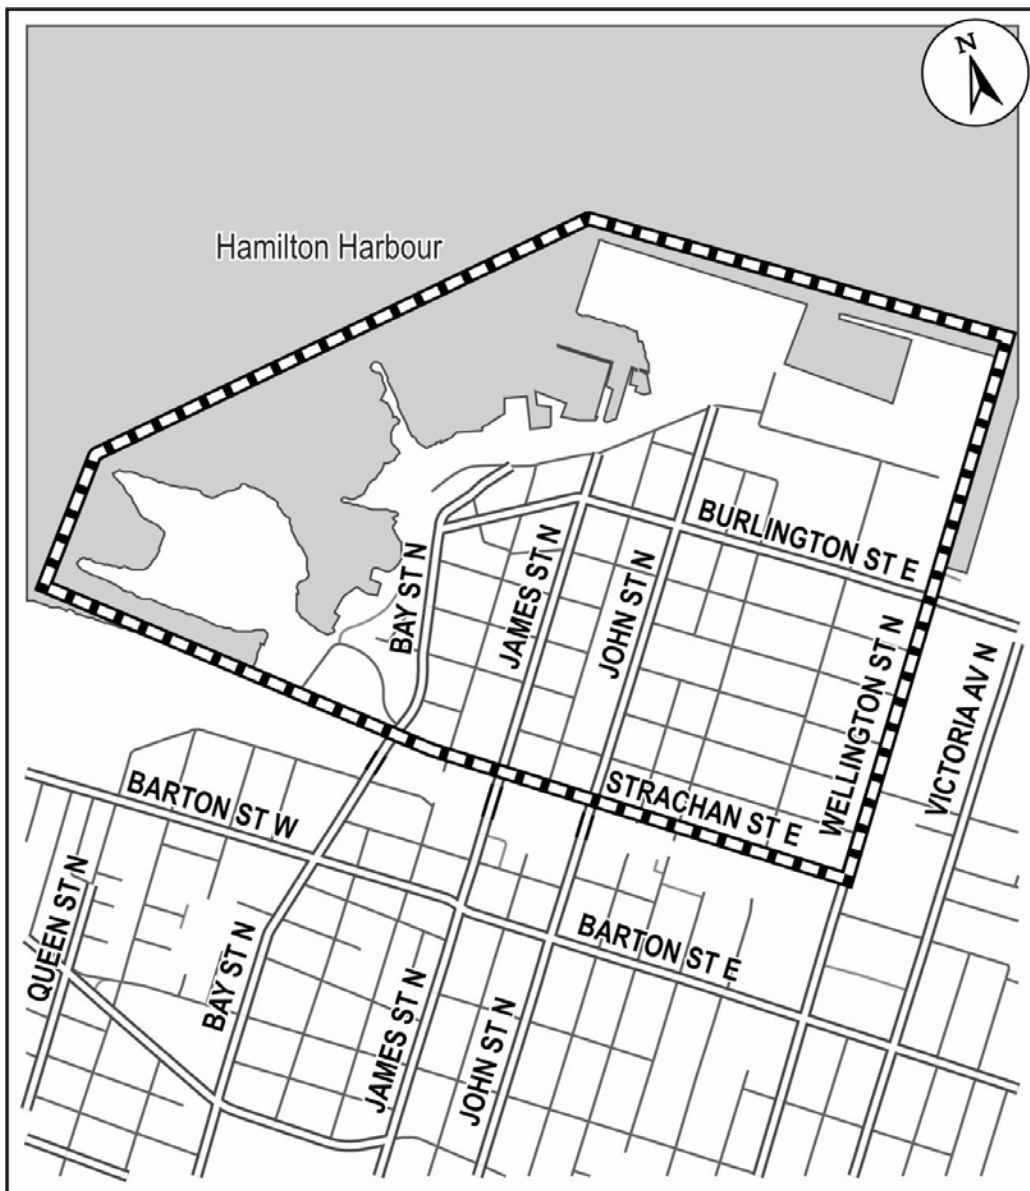 N
Hamilton Harbour
BURLINGTON ST E
BAY ST N
JAMES ST N
JOHN ST N
WELLINGTON ST N
VICTORIA AV N
STRACHAN ST E
BARTON ST W
QUEEN ST N
BAY ST N
BARTON ST E
JAMES ST N
JOHN ST N